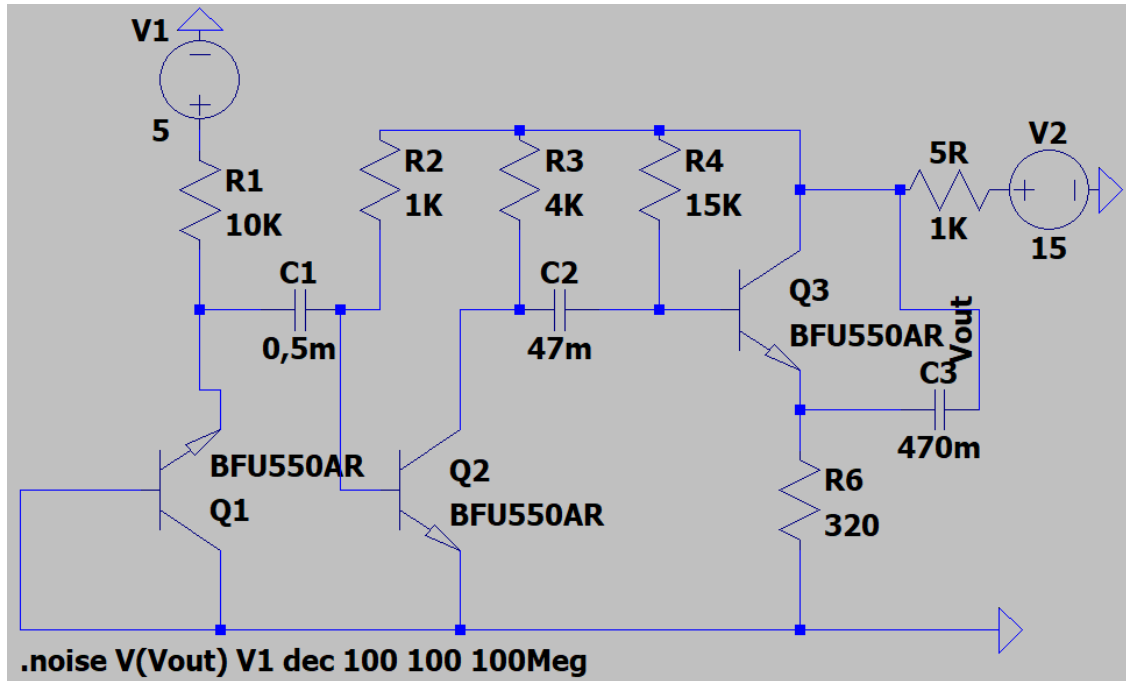 V1
5
R1
10K
C1
0,5m
R2
1K
R3
4K
C2
47m
R4
15K
Q3
BFU550AR
5R
1K
V2
15
Vout
C3
470m
BFU550AR
Q1
Q2
BFU550AR
R6
320
.noise V(Vout) V1 dec 100 100 100Meg